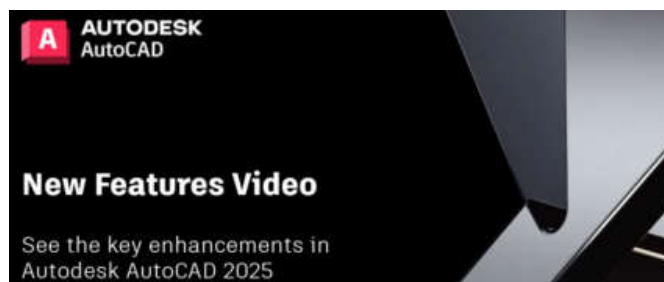 A
AUTODESK
AutoCAD
New Features Video
See the key enhancements in
Autodesk AutoCAD 2025